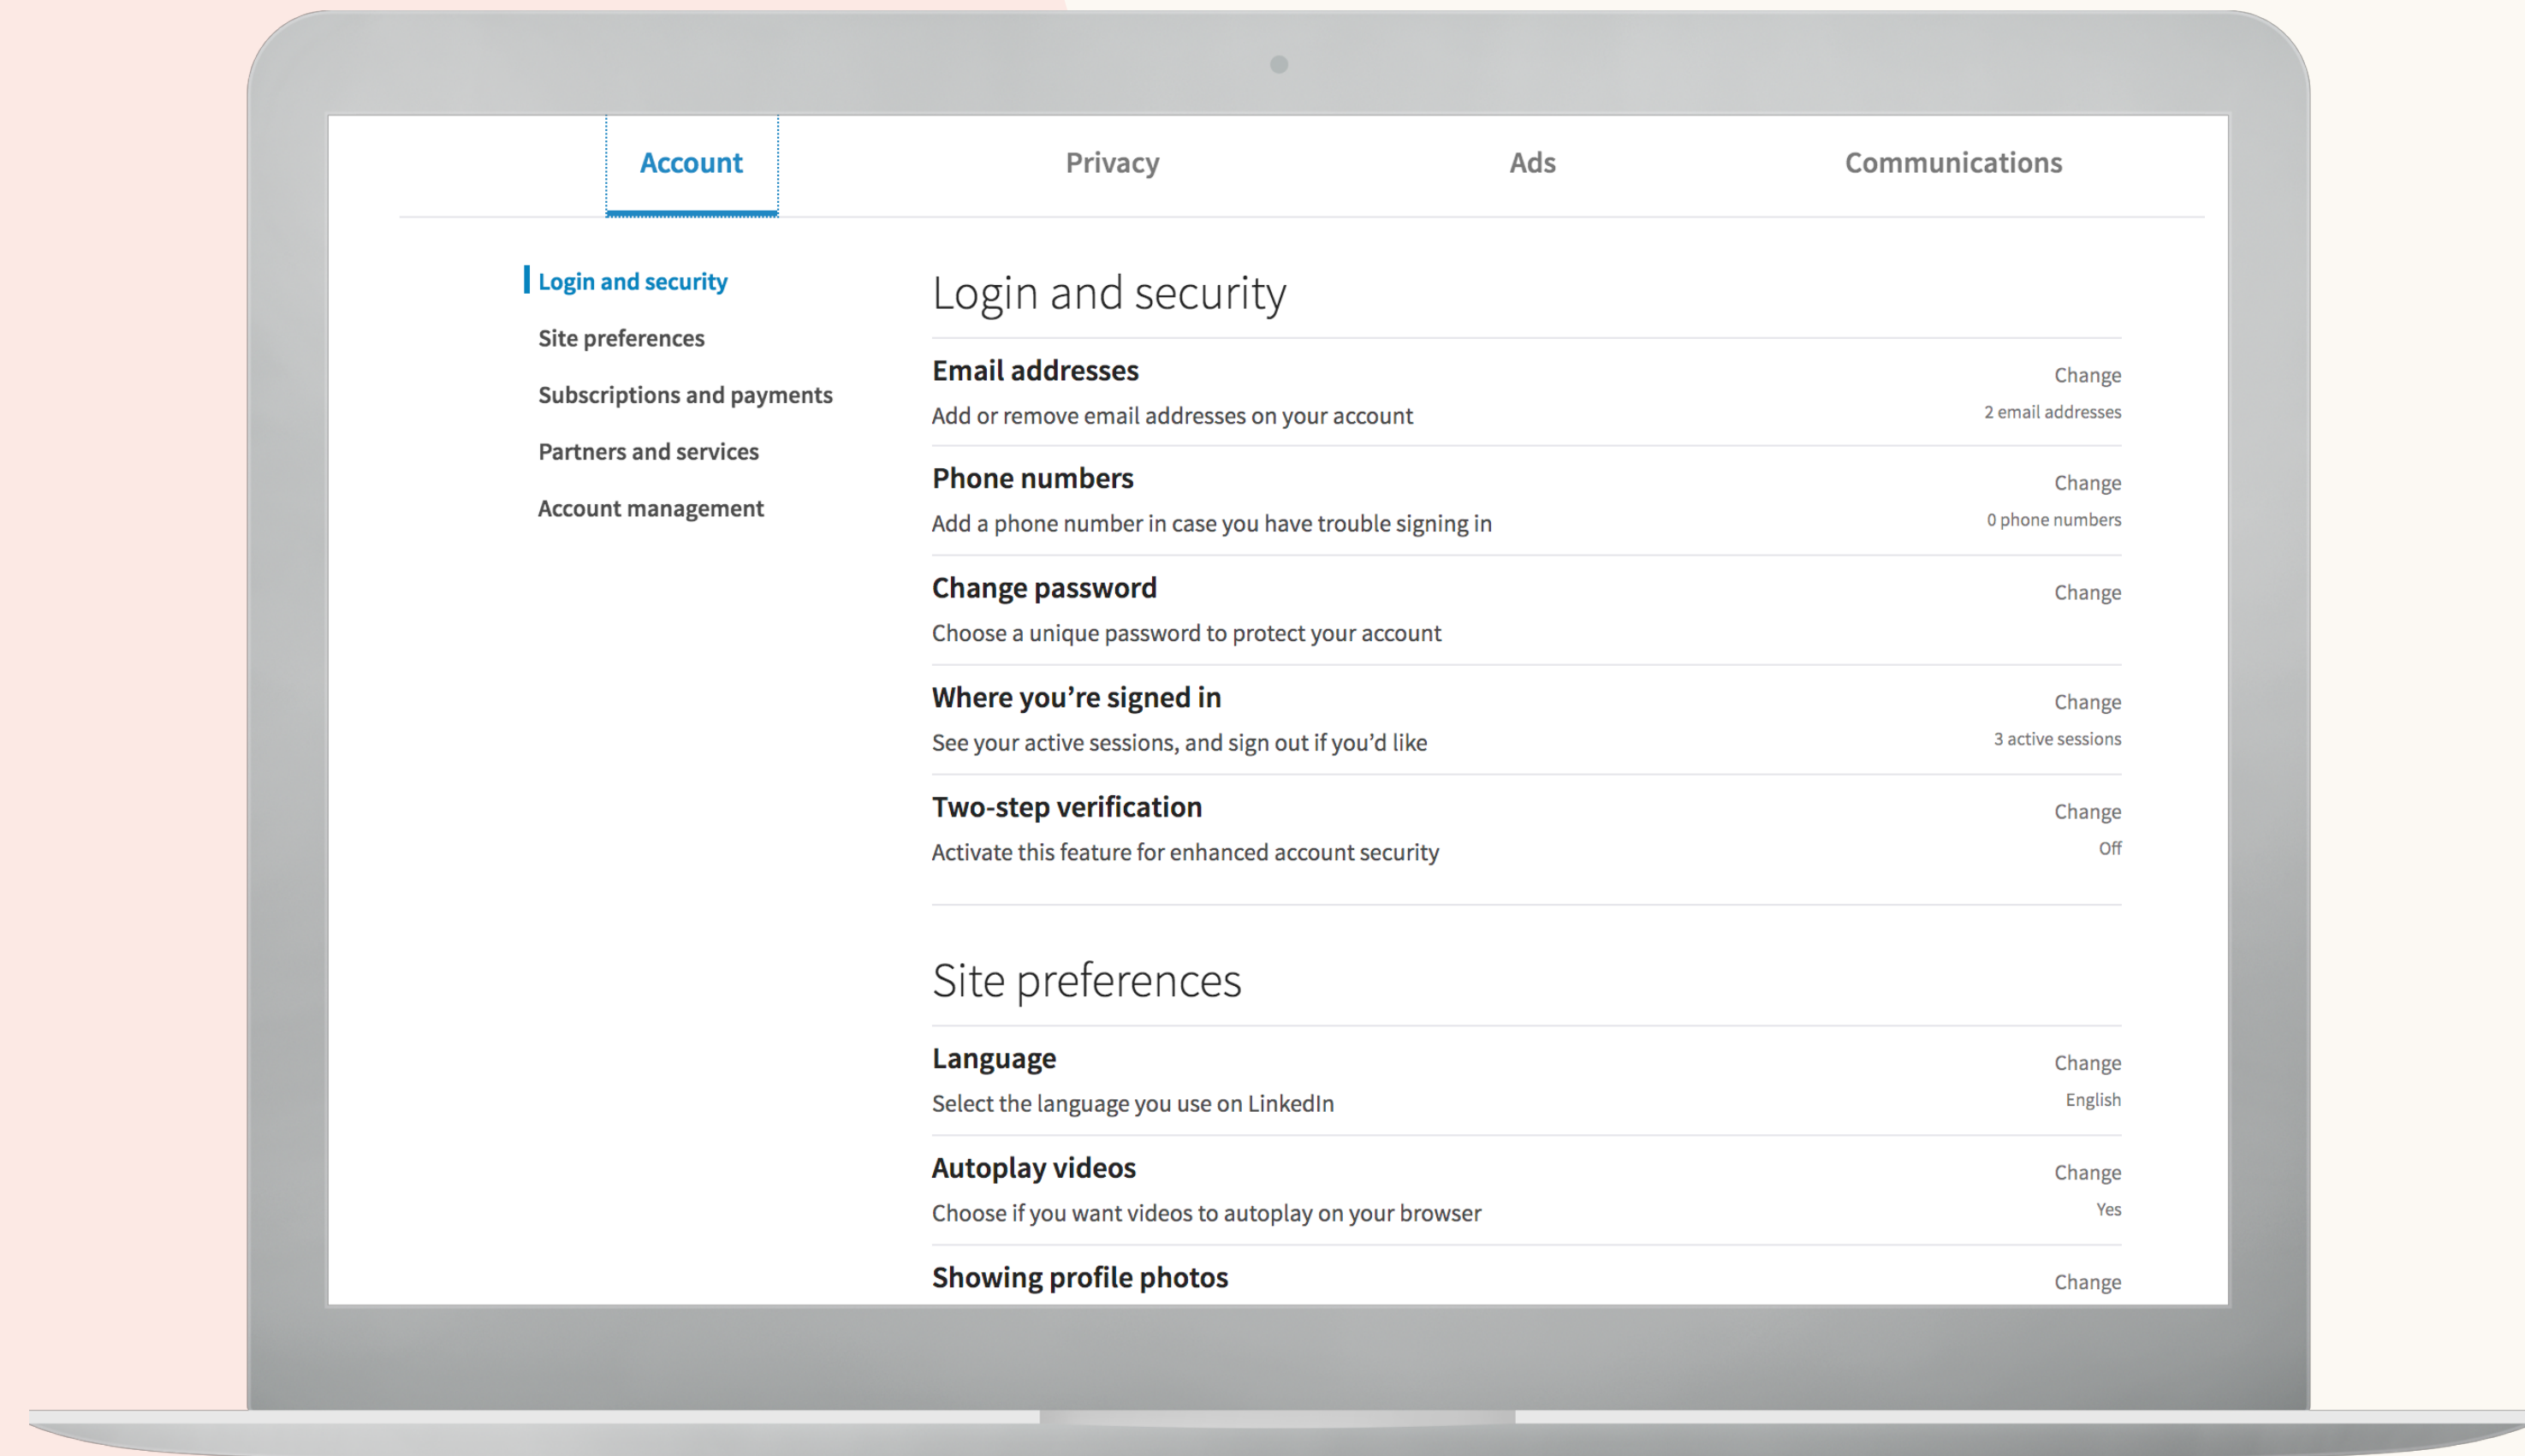 Account Privacy Ads Communications
Login and security
Site preferences
Subscriptions and payments
Partners and services
Account management
Login and security
Email addresses
Change
Add or remove email addresses on your account
2 email addresses
Phone numbers
Change
Add a phone number in case you have trouble signing in
0 phone numbers
Change password
Change
Choose a unique password to protect your account
Where you’re signed in
Change
See your active sessions, and sign out if you’d like
3 active sessions
Two-step verification
Change
Activate this feature for enhanced account security
Off
Site preferences
Language
Change
Select the language you use on LinkedIn
English
Autoplay videos
Change
Choose if you want videos to autoplay on your browser
Yes
Showing profile photos
Change